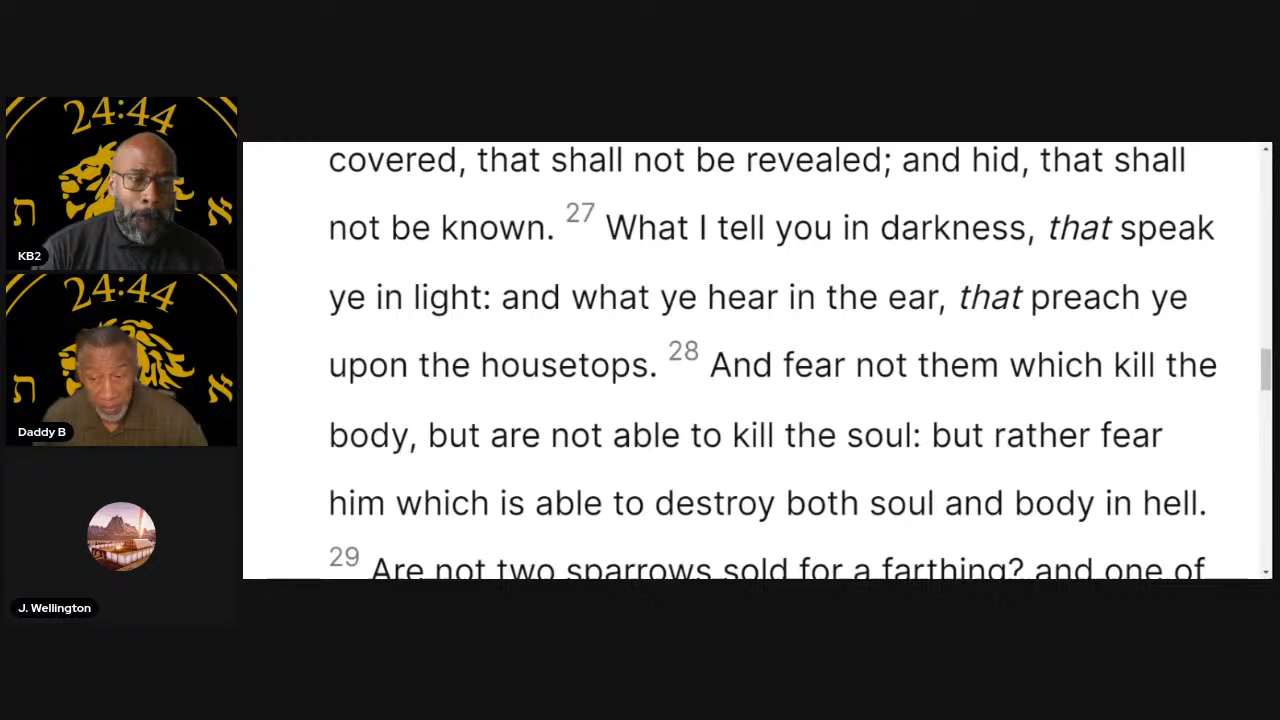 24:44
ת
א
KB2
24:44
ת
א
Daddy B
J. Wellington
covered, that shall not be revealed; and hid, that shall
not be known. 27 What I tell you in darkness, that speak
ye in light: and what ye hear in the ear, that preach ye
upon the housetops. 28 And fear not them which kill the
body, but are not able to kill the soul: but rather fear
him which is able to destroy both soul and body in hell.
29 Are not two sparrows sold for a farthing? and one of